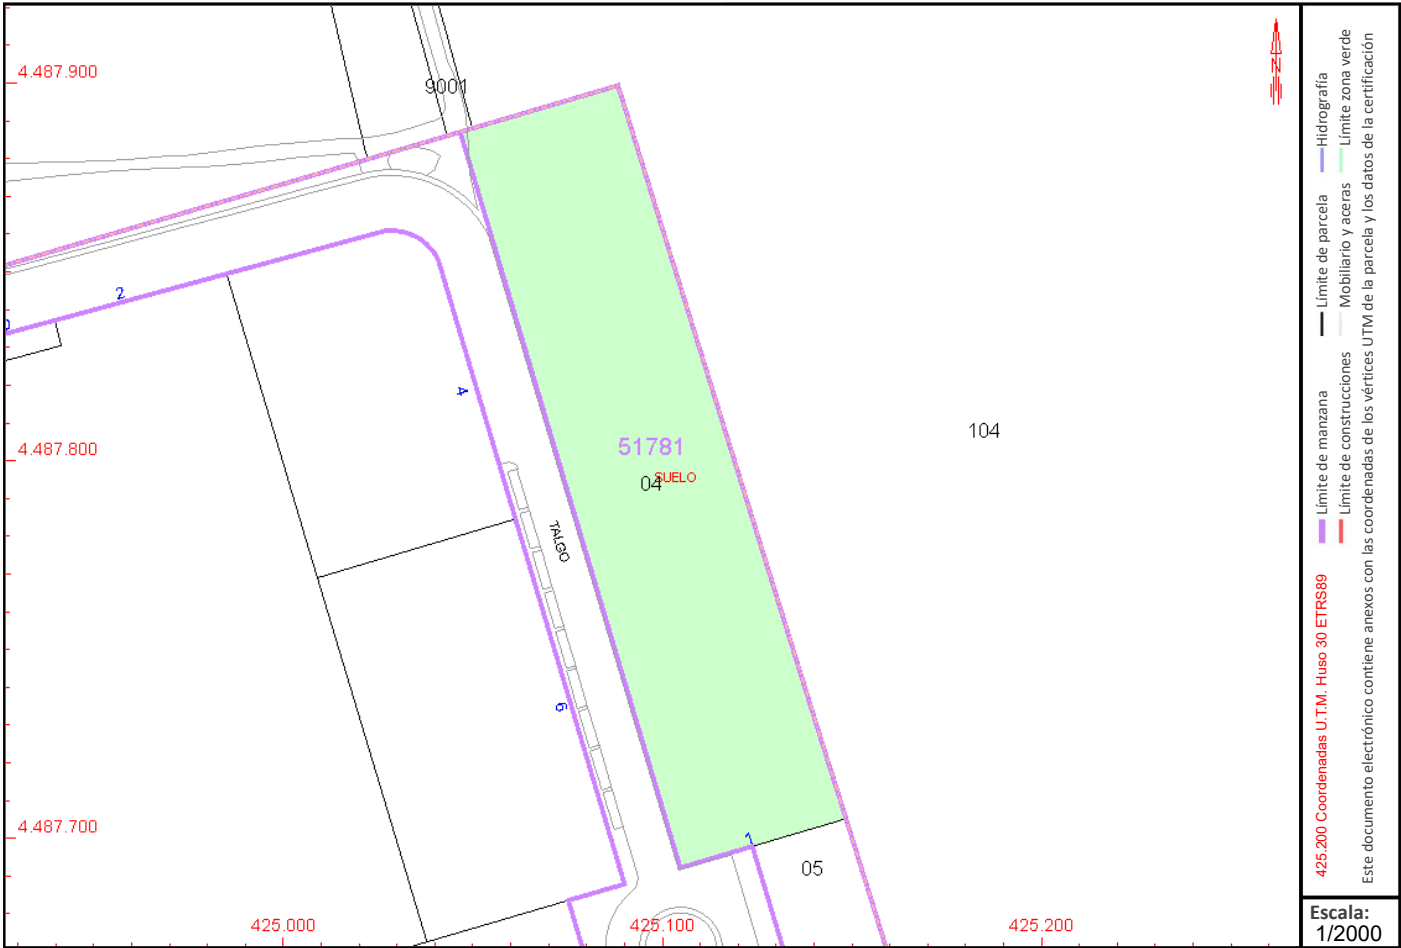 4.487.900
9001
2
4
4.487.800
51781
SUELO
04
104
TALGO
6
4.487.700
7
05
425.000
425.100
425.200
N
Hidrografía
Límite zona verde
Límite de parcela
Mobiliario y aceras
Límite de manzana
Límite de construcciones
425.200 Coordenadas U.T.M. Huso 30 ETRS89
Este documento electrónico contiene anexos con las coordenadas de los vértices UTM de la parcela y los datos de la certificación
Escala:
1/2000